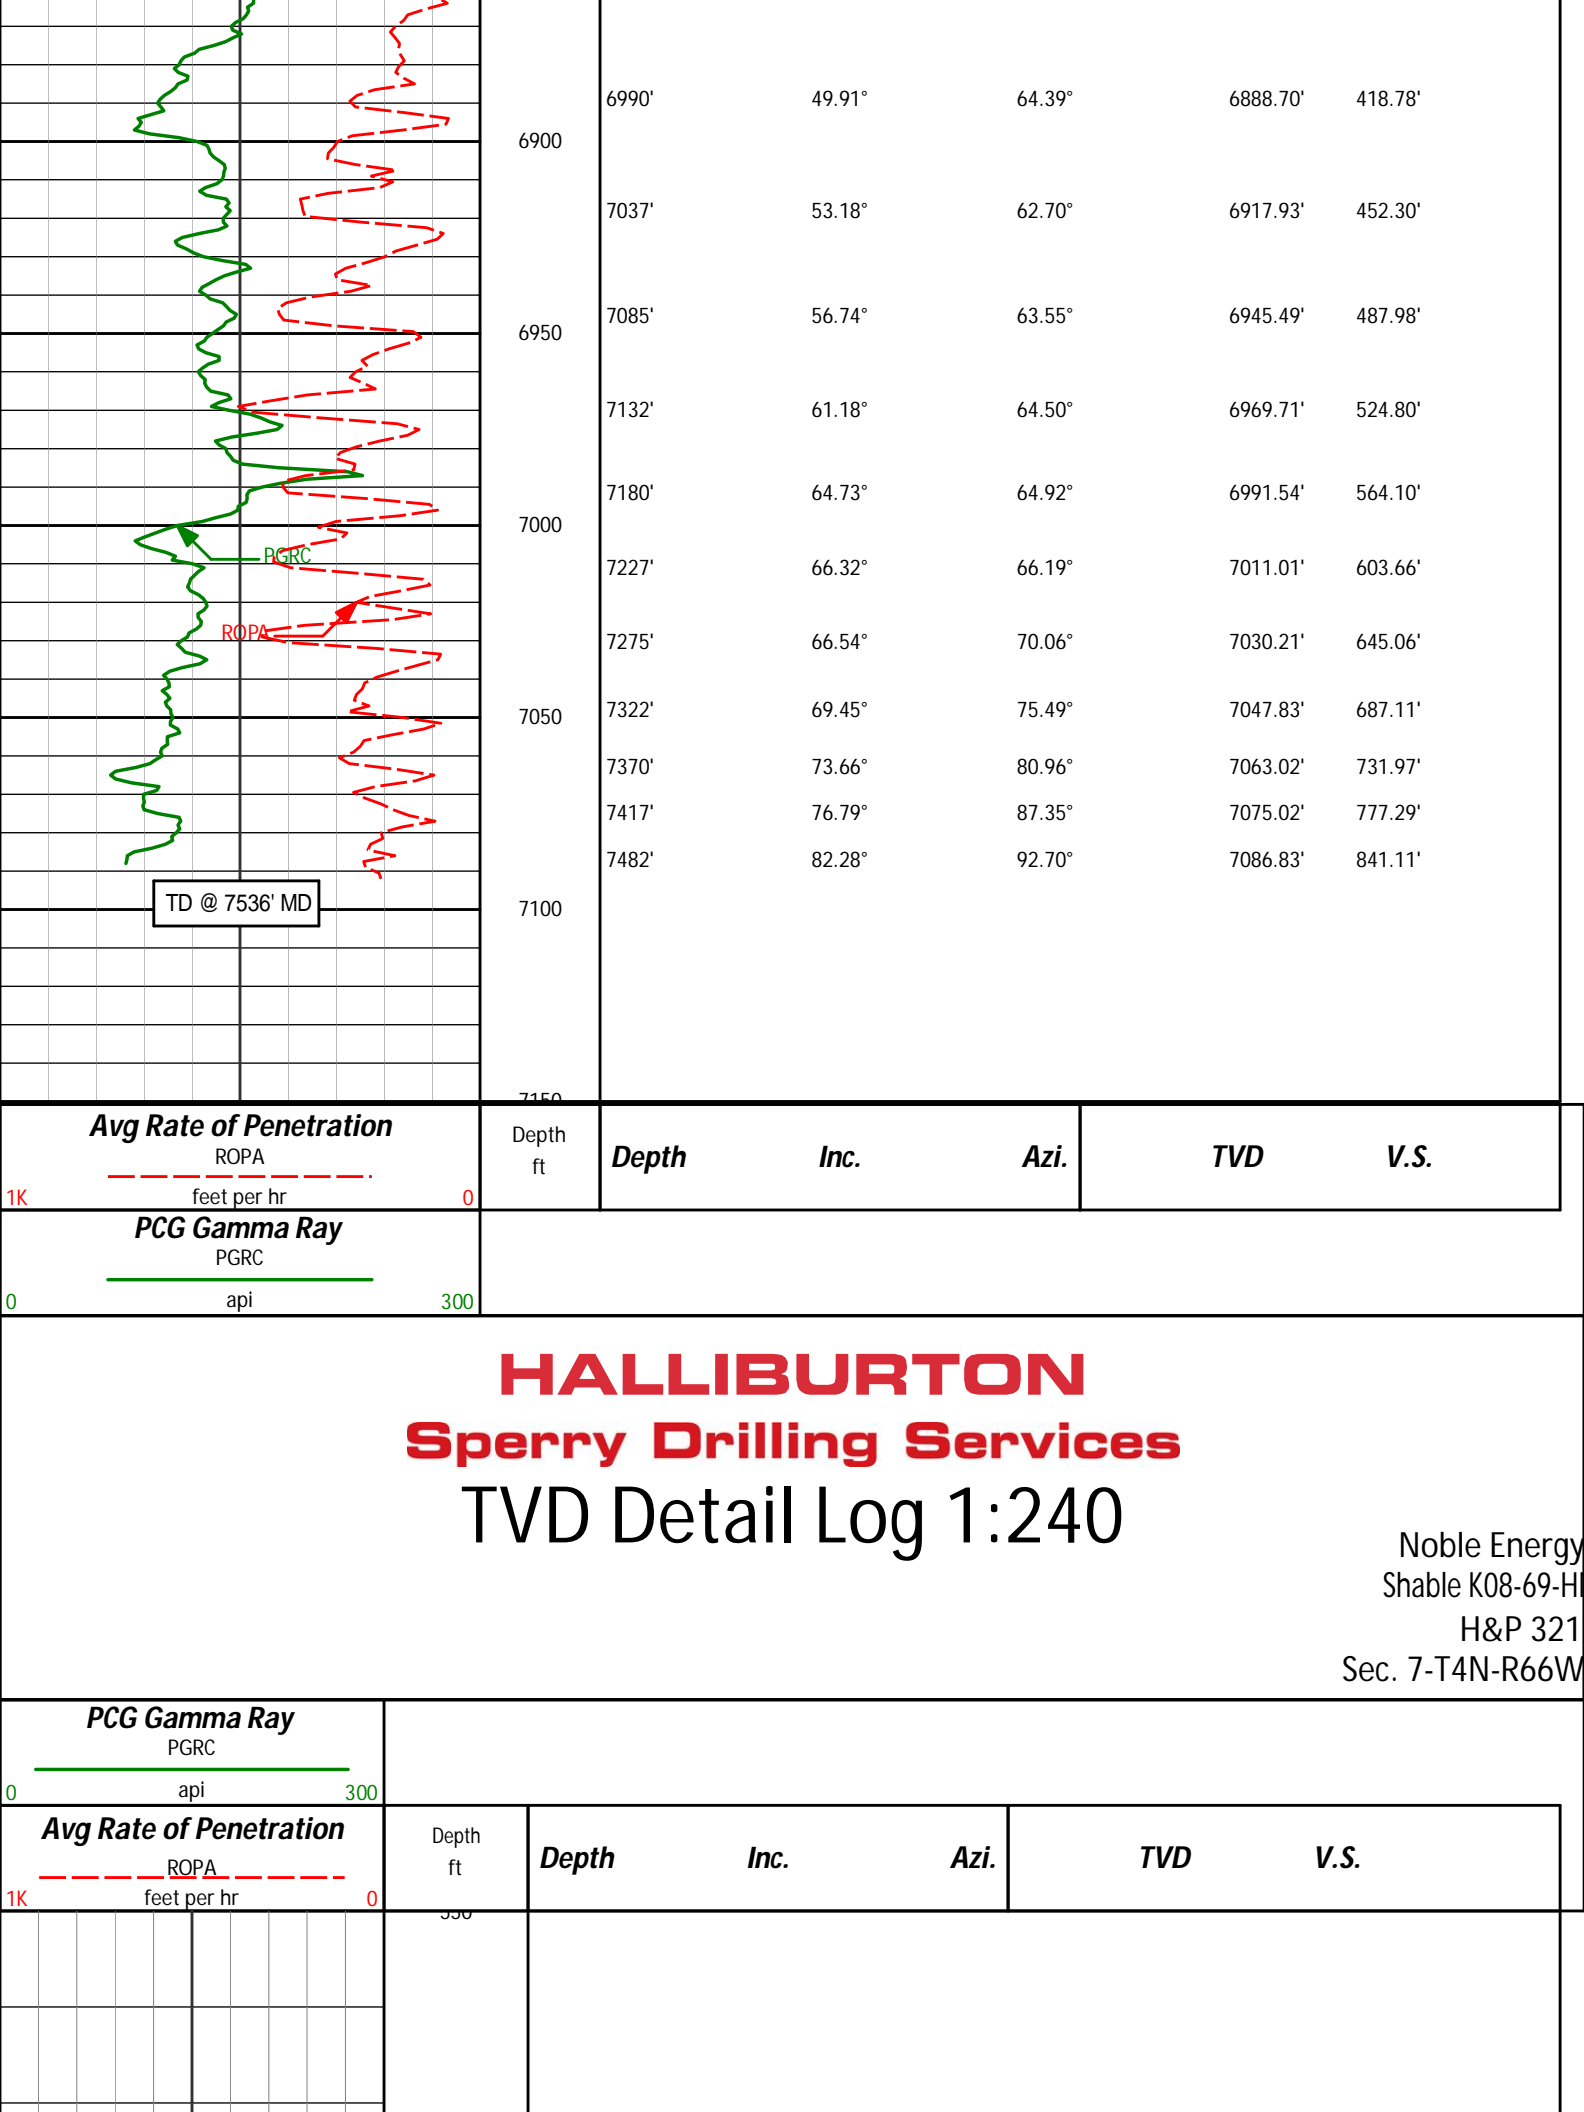 6990' 49.91° 64.39° 6888.70' 418.78'
6900
7037' 53.18° 62.70° 6917.93' 452.30'
7085' 56.74° 63.55° 6945.49' 487.98'
6950
7132' 61.18° 64.50° 6969.71' 524.80'
7180' 64.73° 64.92° 6991.54' 564.10'
7000
PGRC
7227' 66.32° 66.19° 7011.01' 603.66'
ROPA
7275' 66.54° 70.06° 7030.21' 645.06'
7322' 69.45° 75.49° 7047.83' 687.11'
7050
7370' 73.66° 80.96° 7063.02' 731.97'
7417' 76.79° 87.35° 7075.02' 777.29'
7482' 82.28° 92.70° 7086.83' 841.11'
TD @ 7536' MD
7100
7150
Avg Rate of Penetration
ROPA
1K feet per hr 0
Depth
ft
Depth Inc. Azi. TVD V.S.
PCG Gamma Ray
PGRC
0 api 300
HALLIBURTON
Sperry Drilling Services
TVD Detail Log 1:240
Noble Energy
Shable K08-69-H
H&P 321
Sec. 7-T4N-R66W
PCG Gamma Ray
PGRC
0 api 300
Avg Rate of Penetration
ROPA
1K feet per hr 0
Depth
ft
Depth Inc. Azi. TVD V.S.